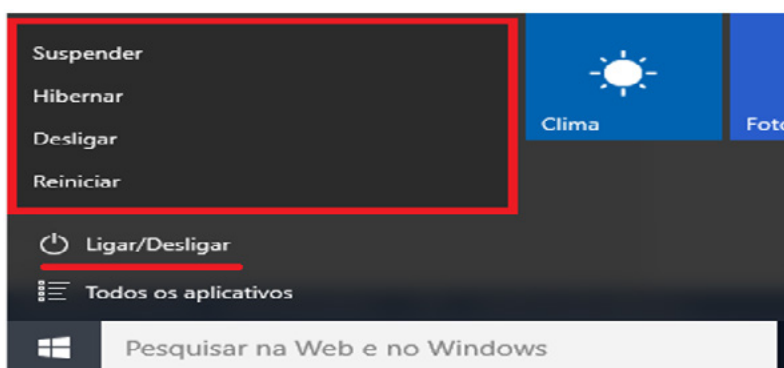 Suspender
Hibernar
Desligar
Reiniciar
Clima
Foto
Ligar/Desligar
Todos os aplicativos
Pesquisar na Web e no Windows